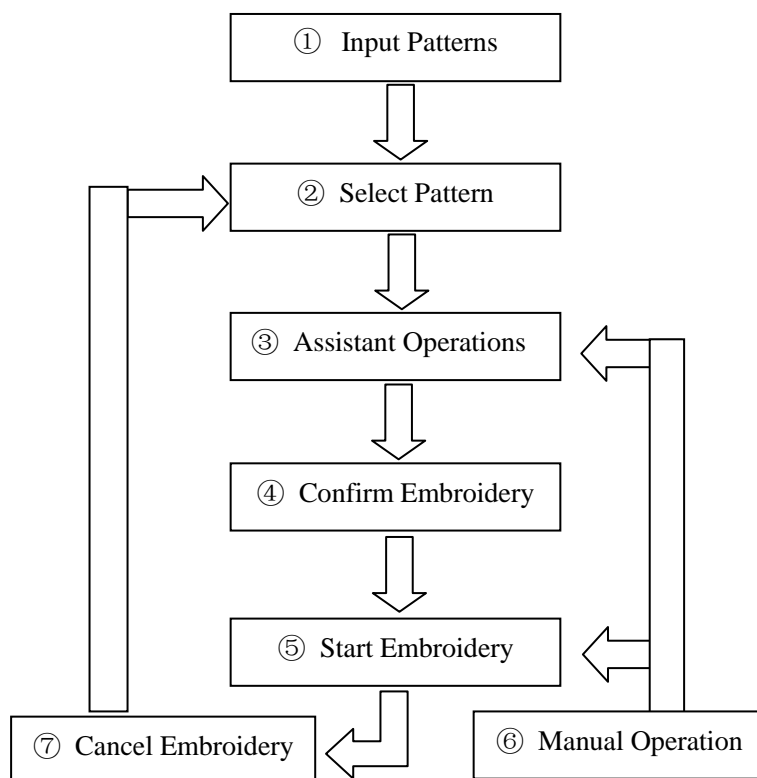 ① Input Patterns
② Select Pattern
③ Assistant Operations
④ Confirm Embroidery
⑤ Start Embroidery
⑦ Cancel Embroidery
⑥ Manual Operation